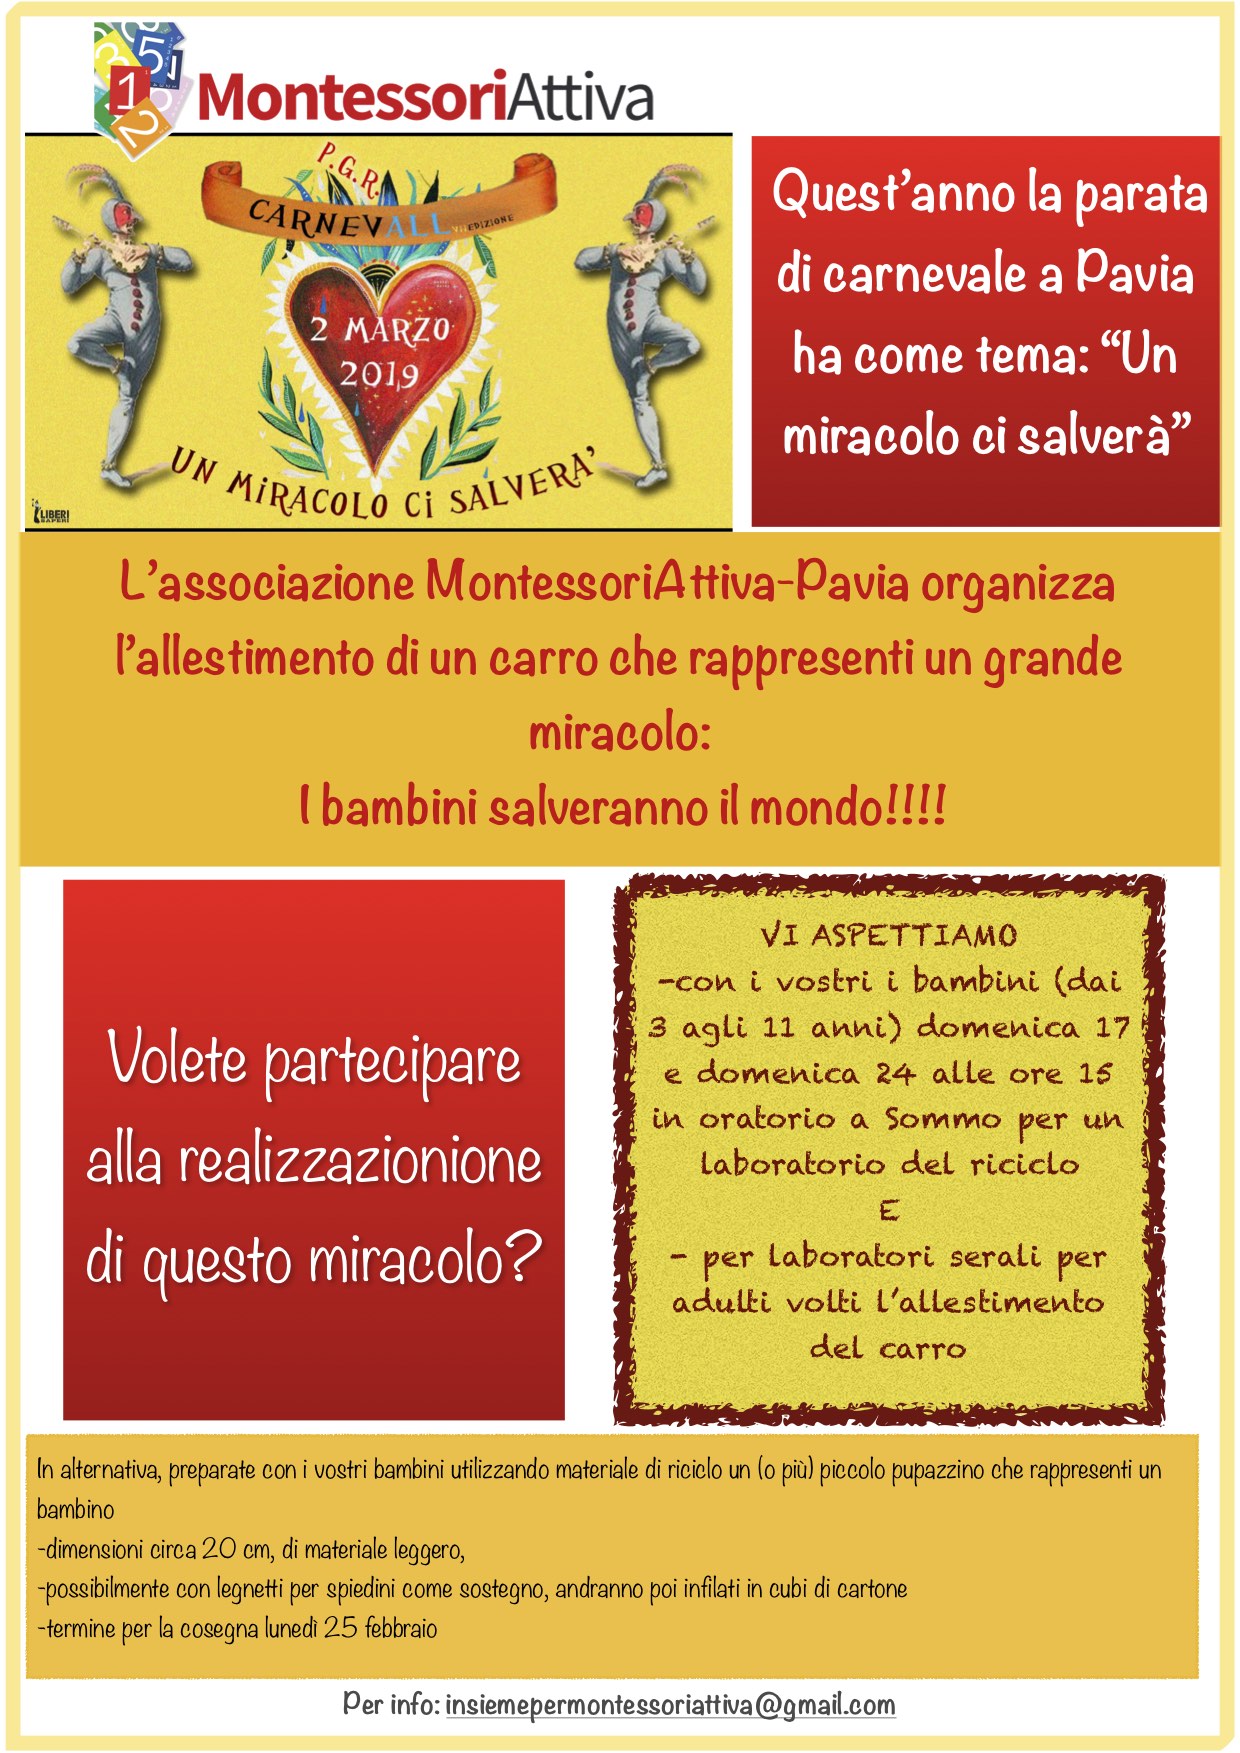 MontessoriAttiva
P.G.R.
CARNEVALL VII EDIZIONE
2 MARZO
2019
UN MiRACOLO Ci SALVERA'
LIBERI
SAPERI
Quest'anno la parata
di carnevale a Pavia
ha come tema: “Un
miracolo ci salverà”
L'associazione MontessoriAttiva-Pavia organizza
l'allestimento di un carro che rappresenti un grande
miracolo:
I bambini salveranno il mondo!!!!
Volete partecipare
alla realizzazionione
di questo miracolo?
VI ASPETTIAMO
-con i vostri i bambini (dai
3 agli 11 anni) domenica 17
e domenica 24 alle ore 15
in oratorio a Sommo per un
laboratorio del riciclo
E
- per laboratori serali per
adulti volti l'allestimento
del carro
In alternativa, preparate con i vostri bambini utilizzando materiale di riciclo un (o più) piccolo pupazzino che rappresenti un
bambino
-dimensioni circa 20 cm, di materiale leggero,
-possibilmente con legnetti per spiedini come sostegno, andranno poi infilati in cubi di cartone
-termine per la cosegna lunedì 25 febbraio
Per info: insiemepermontessoriattiva@gmail.com